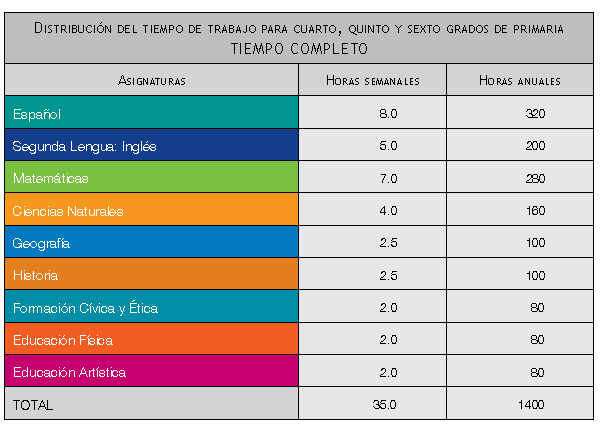 Distribución del tiempo de trabajo para cuarto, quinto y sexto grados de primaria
TIEMPO COMPLETO
Asignaturas Horas semanales Horas anuales
Español 8.0 320
Segunda Lengua: Inglés 5.0 200
Matemáticas 7.0 280
Ciencias Naturales 4.0 160
Geografía 2.5 100
Historia 2.5 100
Formación Cívica y Ética 2.0 80
Educación Física 2.0 80
Educación Artística 2.0 80
TOTAL 35.0 1400